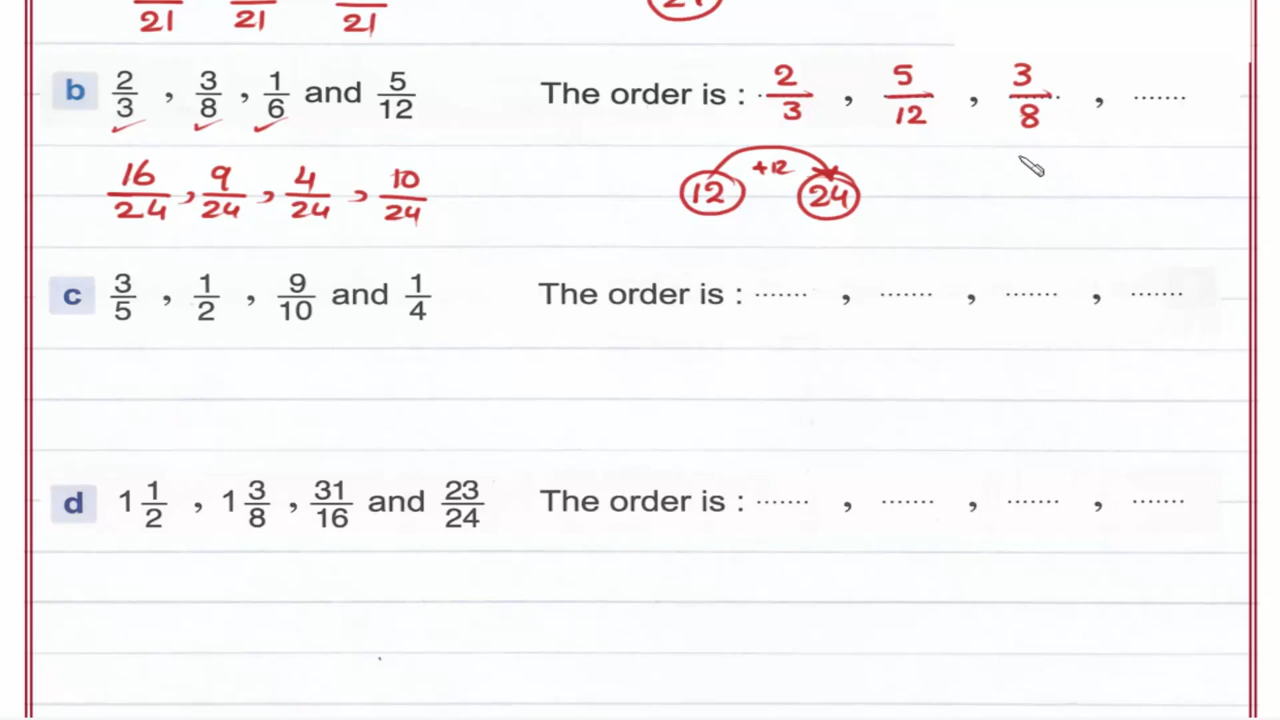 21 21 21
b 2/3 , 3/8 , 1/6 and 5/12 The order is : 2/3 , 5/12 , 3/8 , .......
16/24 , 9/24 , 4/24 , 10/24 12 +12 24
c 3/5 , 1/2 , 9/10 and 1/4 The order is : ....... , ....... , ....... , .......
d 1 1/2 , 1 3/8 , 31/16 and 23/24 The order is : ....... , ....... , ....... , .......